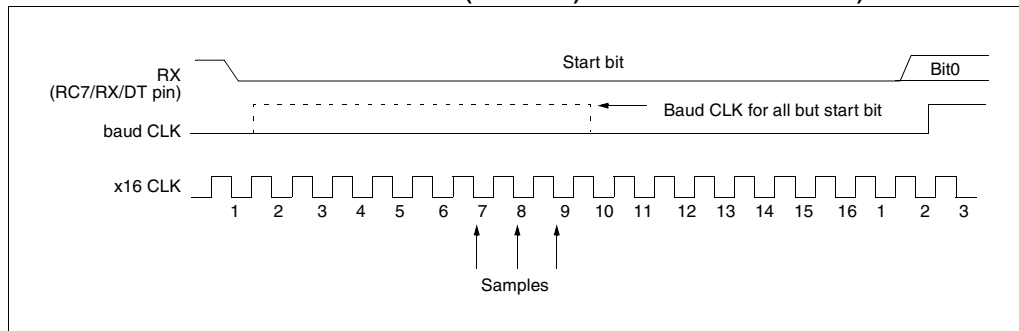 RX
(RC7/RX/DT pin)
Start bit
Bit0
Baud CLK for all but start bit
baud CLK
x16 CLK
1 2 3 4 5 6 7 8 9 10 11 12 13 14 15 16 1 2 3
Samples